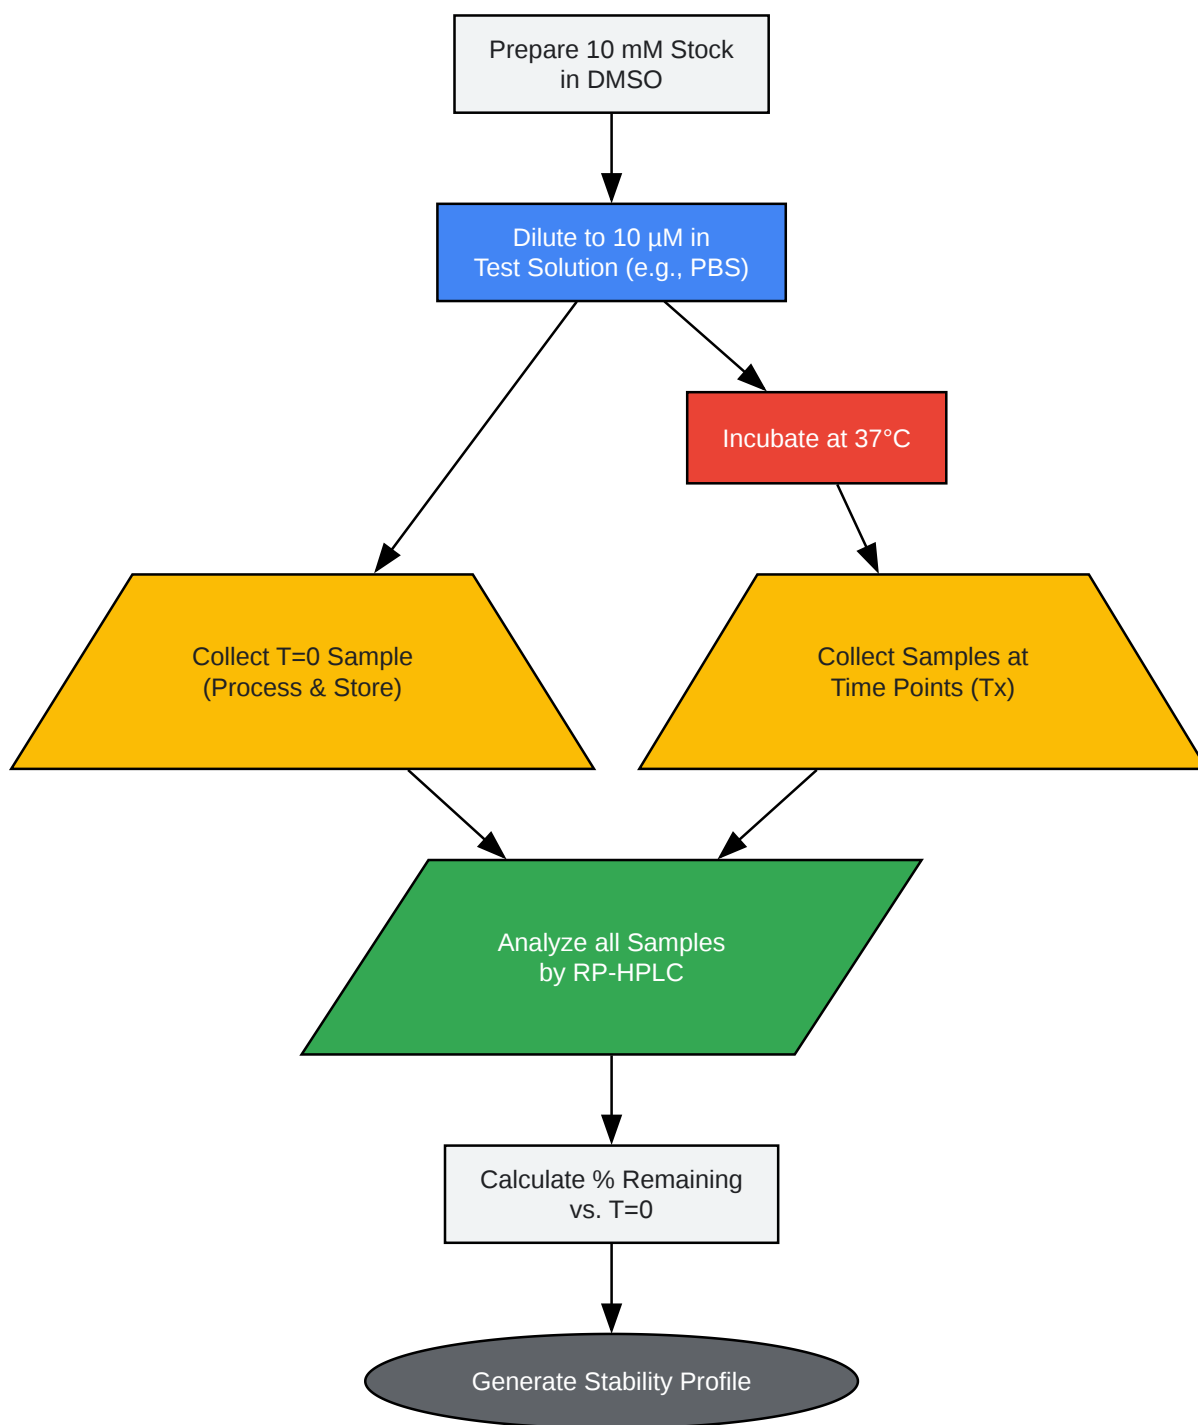 Prepare 10 mM Stock
in DMSO
Dilute to 10 µM in
Test Solution (e.g., PBS)
Incubate at 37°C
Collect T=0 Sample
(Process & Store)
Collect Samples at
Time Points (Tx)
Analyze all Samples
by RP-HPLC
Calculate % Remaining
vs. T=0
Generate Stability Profile